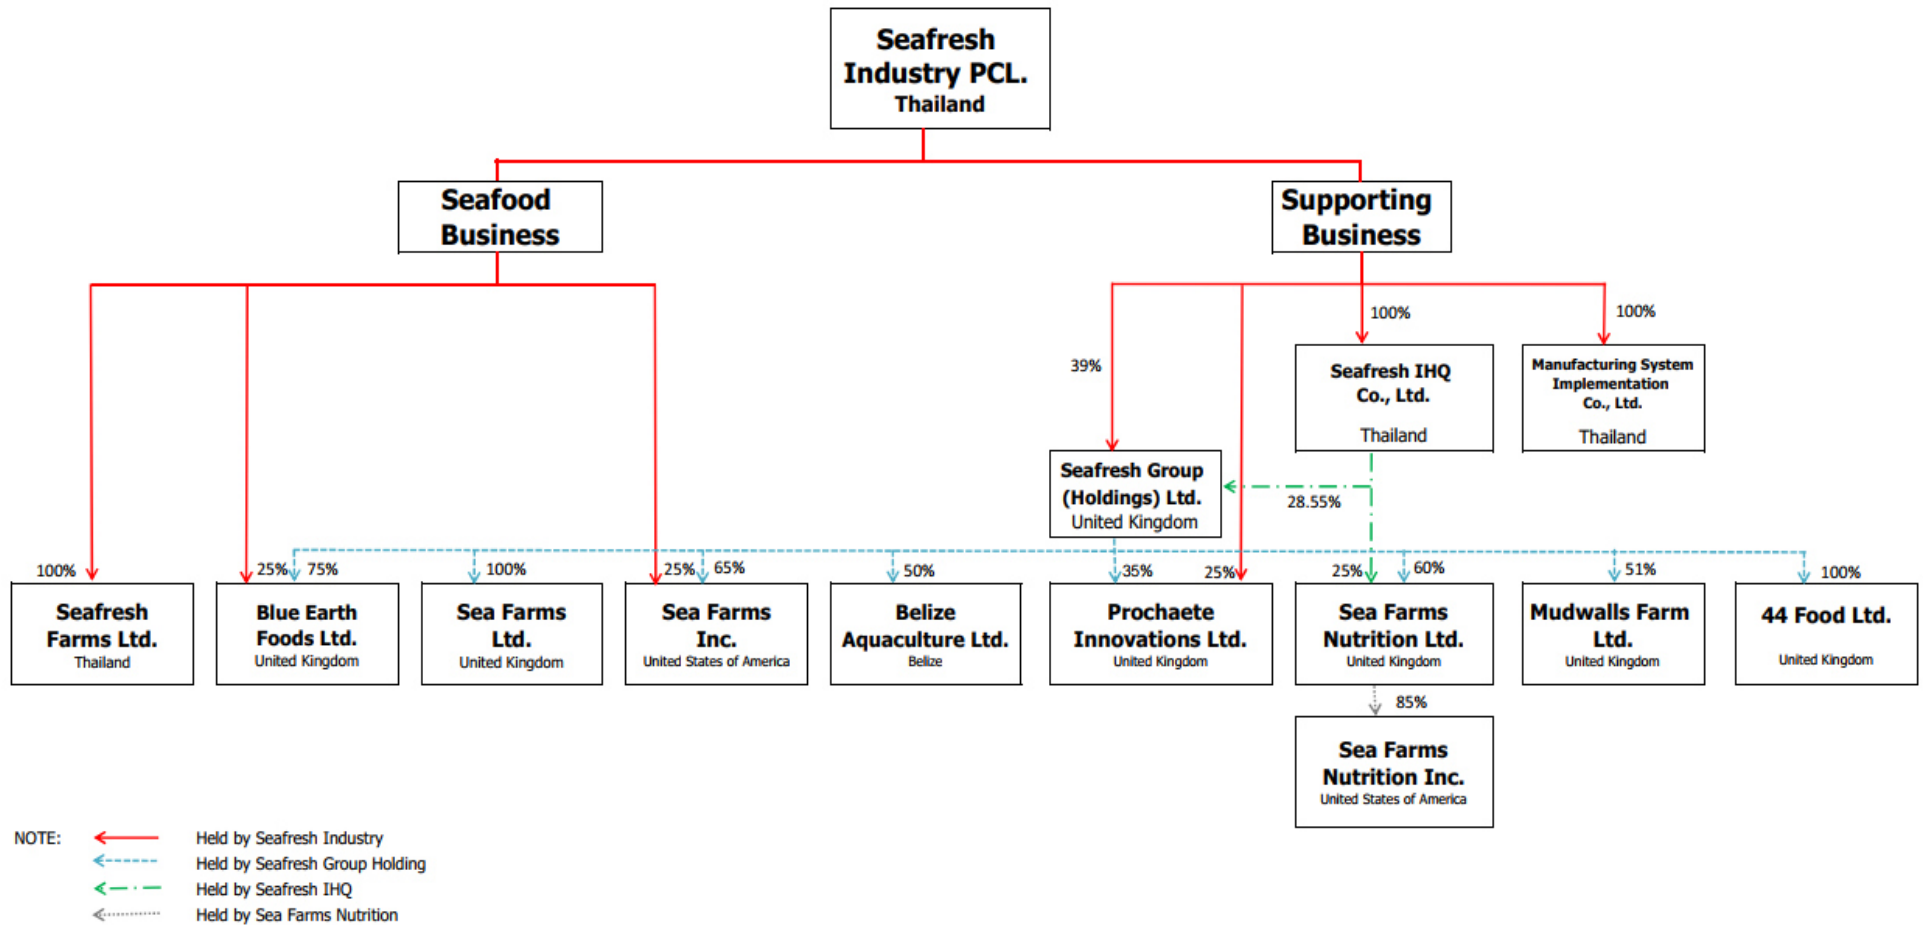 Seafresh
Industry PCL.
Thailand
Seafood
Business
Supporting
Business
100%
100%
39%
Seafresh IHQ
Co., Ltd.
Thailand
Manufacturing System
Implementation
Co., Ltd.
Thailand
Seafresh Group
(Holdings) Ltd.
United Kingdom
28.55%
100%
25%
75%
100%
25%
65%
50%
35%
25%
25%
60%
51%
100%
Seafresh
Farms Ltd.
Thailand
Blue Earth
Foods Ltd.
United Kingdom
Sea Farms
Ltd.
United Kingdom
Sea Farms
Inc.
United States of America
Belize
Aquaculture Ltd.
Belize
Prochaete
Innovations Ltd.
United Kingdom
Sea Farms
Nutrition Ltd.
United Kingdom
Mudwalls Farm
Ltd.
United Kingdom
44 Food Ltd.
United Kingdom
85%
Sea Farms
Nutrition Inc.
United States of America
NOTE:
Held by Seafresh Industry
Held by Seafresh Group Holding
Held by Seafresh IHQ
Held by Sea Farms Nutrition